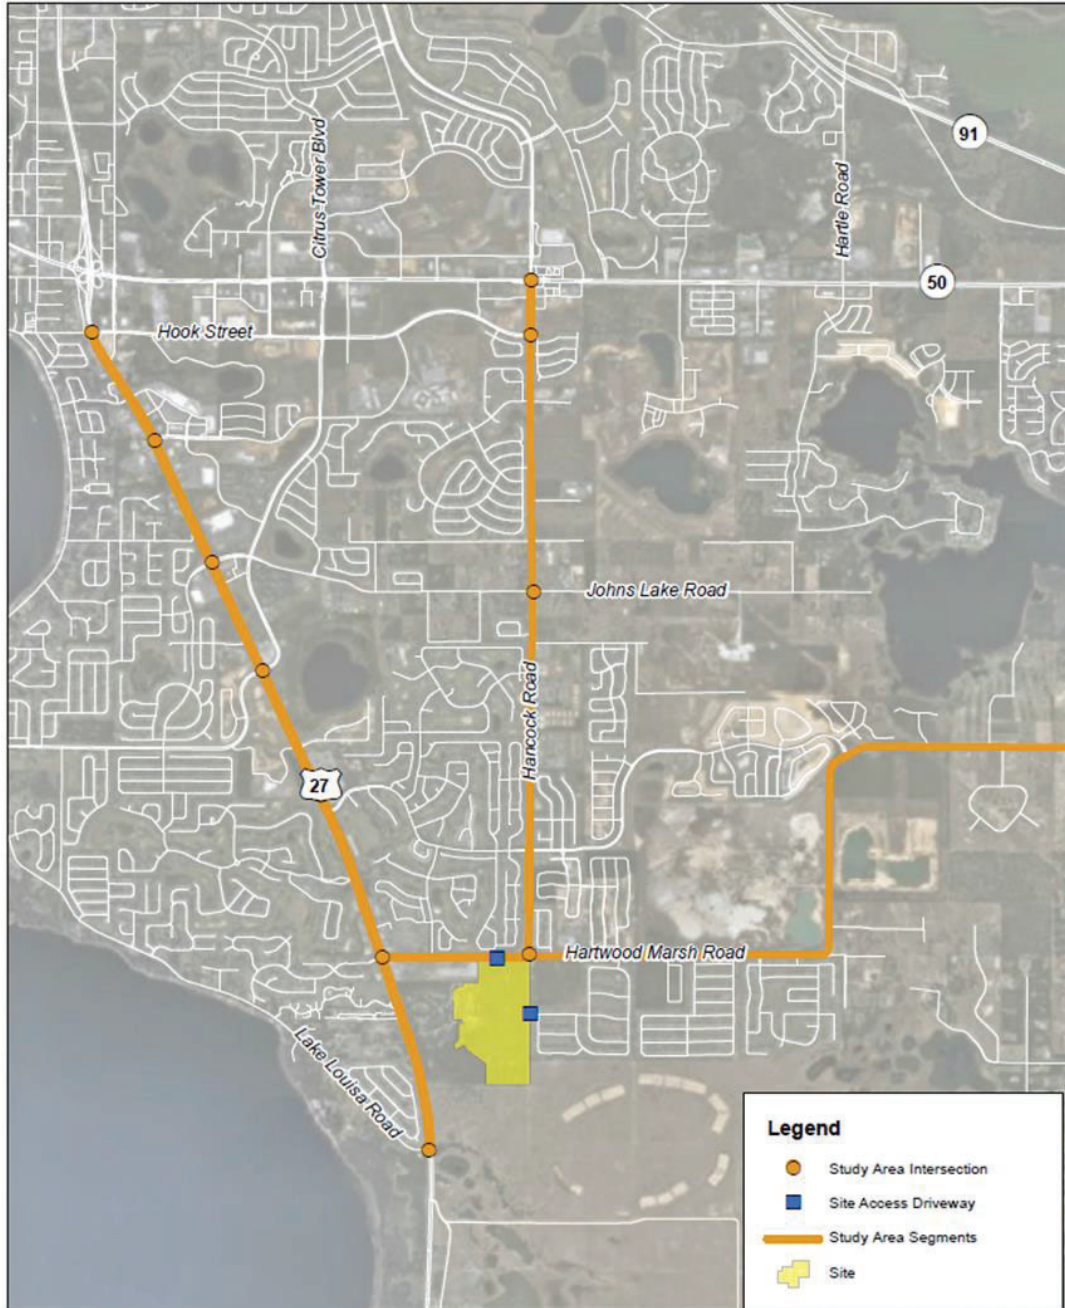 91
Citrus Tower Blvd
Hartle Road
50
Hook Street
Johns Lake Road
Hancock Road
27
Hartwood Marsh Road
Lake Louisa Road
Legend
Study Area Intersection
Site Access Driveway
Study Area Segments
Site